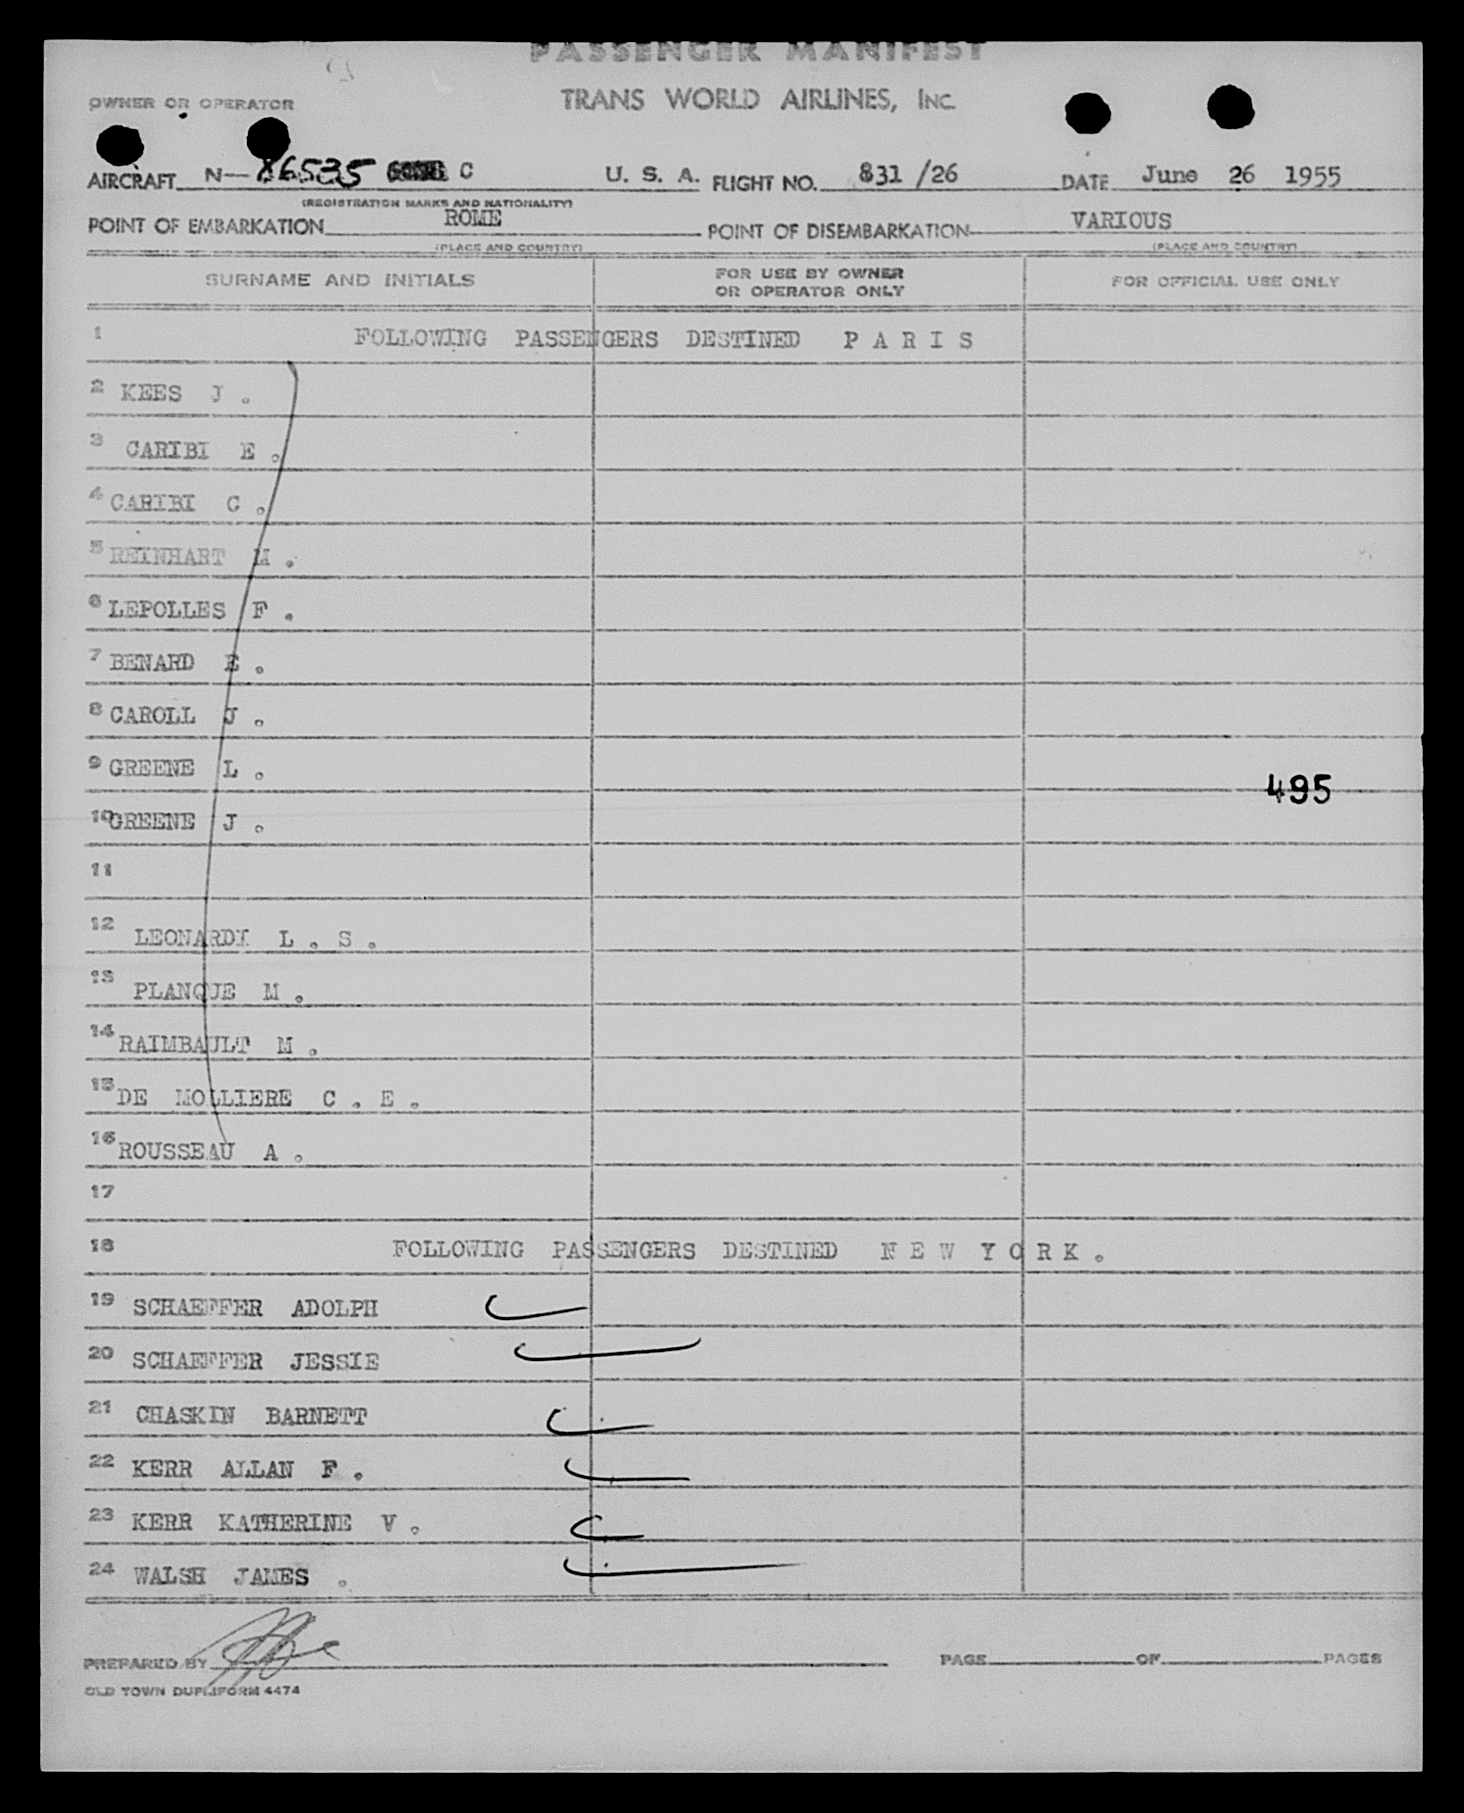 PASSENGER MANIFEST
OWNER OR OPERATOR TRANS WORLD AIRLINES, INC.
AIRCRAFT N-86535 C U. S. A. FLIGHT NO. 831 /26 DATE June 26 1955
(REGISTRATION MARKS AND NATIONALITY)
POINT OF EMBARKATION ROME POINT OF DISEMBARKATION VARIOUS
(PLACE AND COUNTRY) (PLACE AND COUNTRY)
SURNAME AND INITIALS FOR USE BY OWNER OR OPERATOR ONLY FOR OFFICIAL USE ONLY
1 FOLLOWING PASSENGERS DESTINED P A R I S
2 KEES J .
3 CARIBI E .
4 CARIBI C .
5 REINHART M .
6 LEPOLLES F .
7 BENARD E .
8 CAROLL J .
9 GREENE L .
495
10 GREENE J .
11
12 LEONARDI L . S .
13 PLANQUE M .
14 RAIMBAULT M .
15 DE MOLLIERE C . E .
16 ROUSSEAU A .
17
18 FOLLOWING PASSENGERS DESTINED N E W Y O R K .
19 SCHAEFFER ADOLPH
20 SCHAEFFER JESSIE
21 CHASKIN BARNETT
22 KERR ALLAN F .
23 KERR KATHERINE V .
24 WALSH JAMES .
PREPARED BY PAGE OF PAGES
OLD TOWN DUPLIFORM 4474